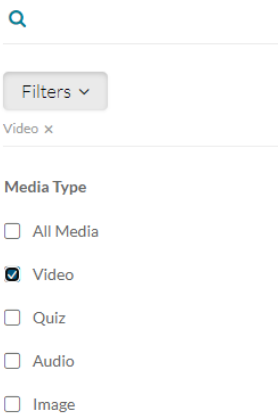 Filters
Video ×
Media Type
All Media
Video
Quiz
Audio
Image